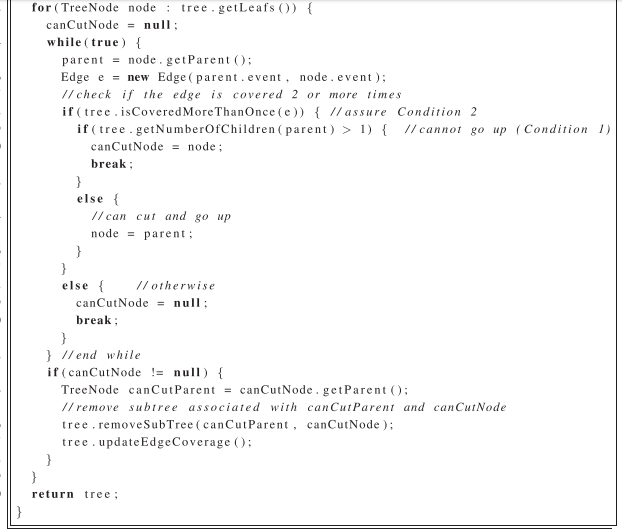 for(TreeNode node : tree.getLeafs()) {
canCutNode = null;
while(true) {
parent = node.getParent();
Edge e = new Edge(parent.event, node.event);
//check if the edge is covered 2 or more times
if(tree.isCoveredMoreThanOnce(e)) { //assure Condition 2
if(tree.getNumberOfChildren(parent) > 1) { //cannot go up (Condition 1)
canCutNode = node;
break;
}
else {
//can cut and go up
node = parent;
}
}
else { //otherwise
canCutNode = null;
break;
}
} //end while
if(canCutNode != null) {
TreeNode canCutParent = canCutNode.getParent();
//remove subtree associated with canCutParent and canCutNode
tree.removeSubTree(canCutParent, canCutNode);
tree.updateEdgeCoverage();
}
}
return tree;
}